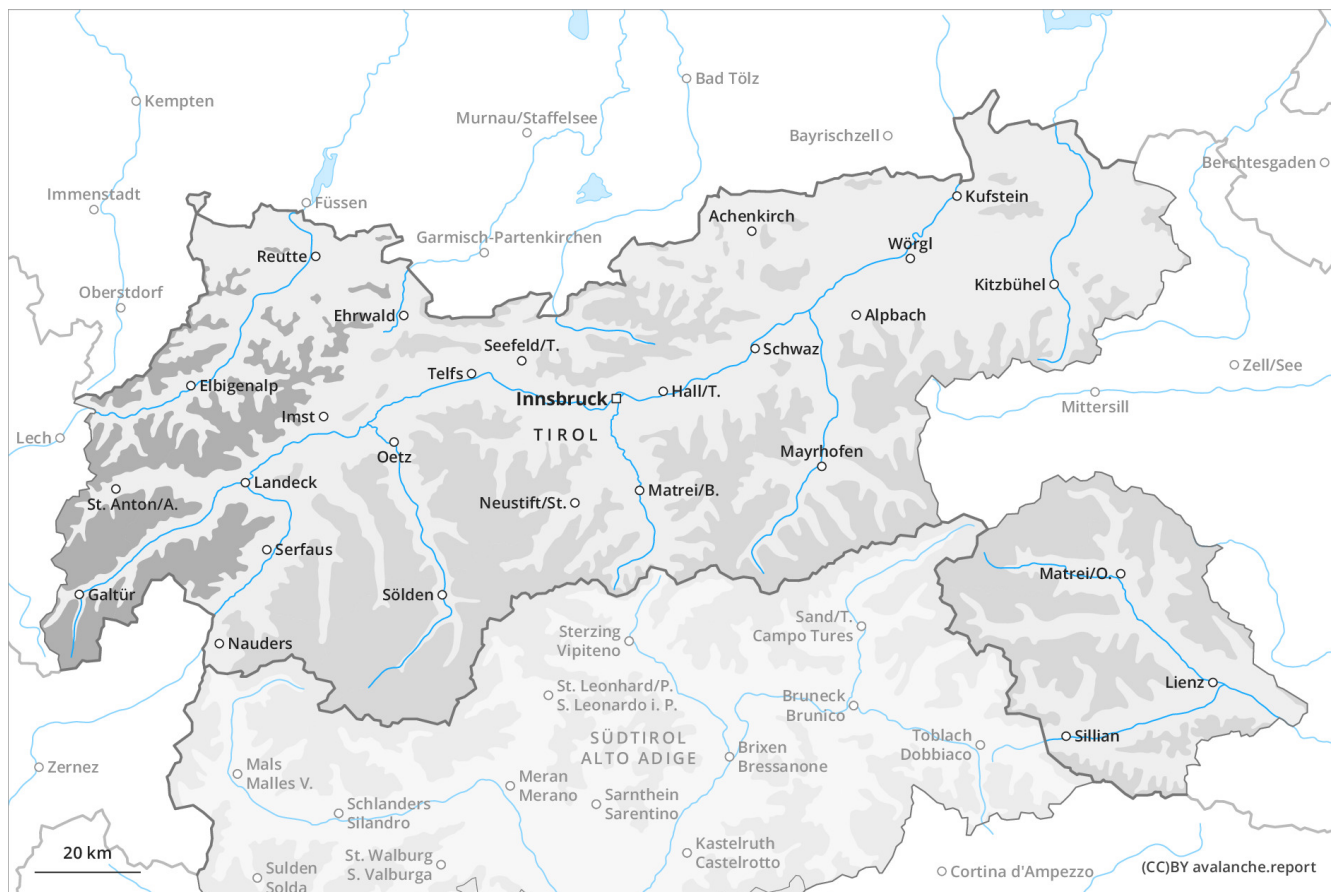 Bad Tölz
Kempten
Murnau/Staffelsee
Bayrischzell
Berchtesgaden
Immenstadt
Füssen
Kufstein
Achenkirch
Garmisch-Partenkirchen
Wörgl
Reutte
Oberstdorf
Kitzbühel
Ehrwald
Alpbach
Seefeld/T.
Schwaz
Telfs
Zell/See
Elbigenalp
Hall/T.
Innsbruck
Mittersill
Imst
TIROL
Lech
Oetz
Mayrhofen
Landeck
Matrei/B.
St. Anton/A.
Neustift/St.
Serfaus
Matrei/O.
Galtür
Sölden
Sand/T.
Campo Tures
Sterzing
Vipiteno
Nauders
Lienz
St. Leonhard/P.
S. Leonardo i. P.
Bruneck
Brunico
SÜDTIROL
ALTO ADIGE
Toblach
Dobbiaco
Sillian
Brixen
Bressanone
Zernez
Mals
Malles V.
Meran
Merano
Schlanders
Silandro
Sarnthein
Sarentino
Kastelruth
Castelrotto
20 km
St. Walburg
S. Valburga
Sulden
Solda
Cortina d'Ampezzo
(CC)BY avalanche.report